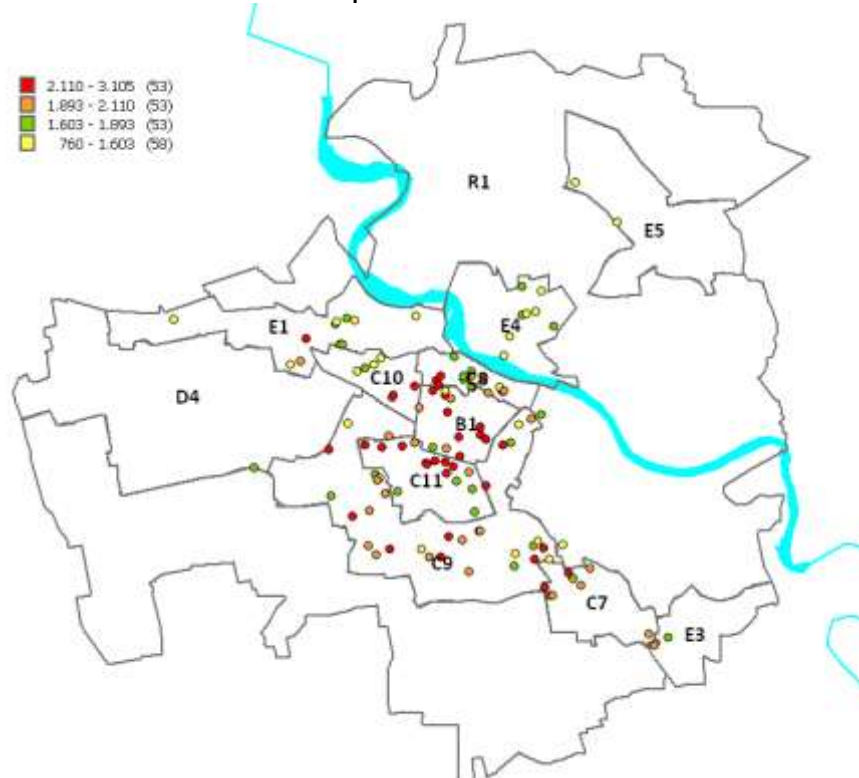 2.110 - 3.105 (53)
1.893 - 2.110 (53)
1.603 - 1.893 (53)
760 - 1.603 (58)
R1
E5
E1
E4
C10
C8
D4
B1
C11
C9
C7
E3